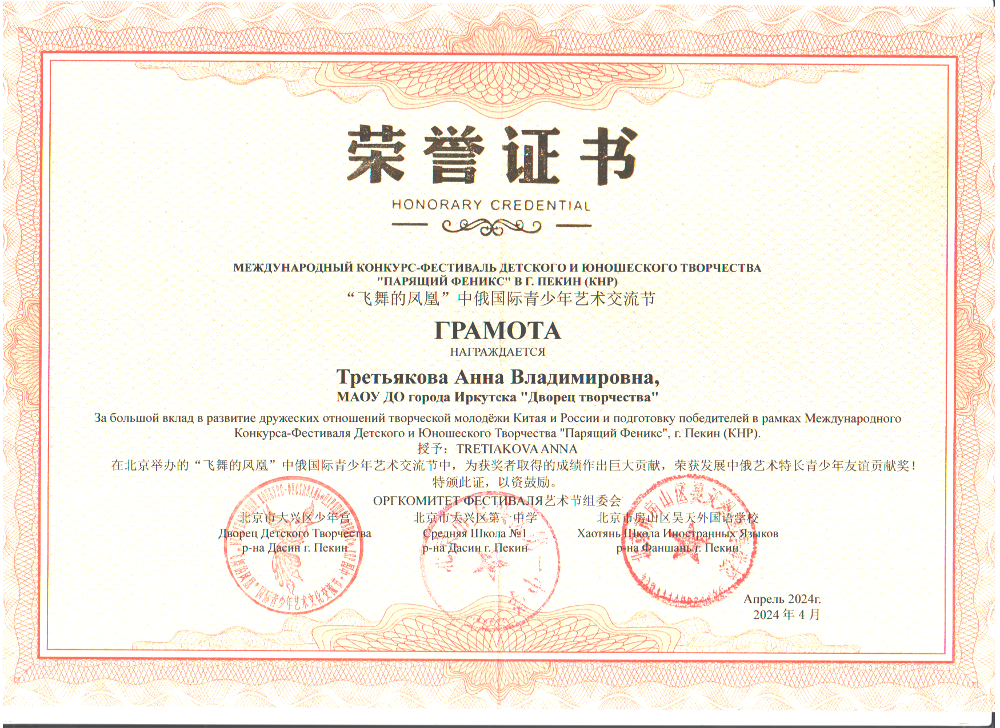 荣誉证书
HONORARY CREDENTIAL
МЕЖДУНАРОДНЫЙ КОНКУРС-ФЕСТИВАЛЬ ДЕТСКОГО И ЮНОШЕСКОГО ТВОРЧЕСТВА
"ПАРЯЩИЙ ФЕНИКС" В Г. ПЕКИН (КНР)
“飞舞的凤凰”中俄国际青少年艺术交流节
ГРАМОТА
НАГРАЖДАЕТСЯ
Третьякова Анна Владимировна,
МАОУ ДО города Иркутска "Дворец творчества"
За большой вклад в развитие дружеских отношений творческой молодёжи Китая и России и подготовку победителей в рамках Международного
Конкурса-Фестиваля Детского и Юношеского Творчества "Парящий Феникс", г. Пекин (КНР).
授予：TRETIAKOVA ANNA
在北京举办的“飞舞的凤凰”中俄国际青少年艺术交流节中，为获奖者取得的成绩作出巨大贡献，荣获发展中俄艺术特长青少年友谊贡献奖！
特颁此证，以资鼓励。
ОРГКОМИТЕТ ФЕСТИВАЛЯ艺术节组委会
北京市大兴区少年宫 北京市大兴区第一中学 北京市房山区昊天外国语学校
Дворец Детского Творчества Средняя Школа №1 Хаотянь Школа Иностранных Языков
р-на Дасин г. Пекин р-на Дасин г. Пекин р-на Фаншань г. Пекин
Апрель 2024г.
2024 年 4 月